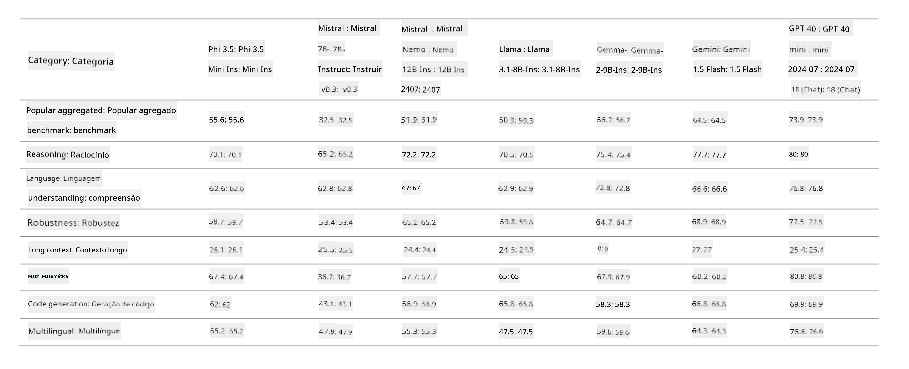 Mistral : Mistral Mistral : Mistral GPT 40 : GPT 40
Phi 3.5: Phi 3.5 7B- 7B- Nemo : Nemo Llama : Llama Gemma- Gemma- Gemini: Gemini mini : mini
Category: Categoria
Mini Ins: Mini Ins Instruct: Instruir 12B Ins : 12B Ins 3.1-8B-Ins: 3.1-8B-Ins 2-9B-Ins 2-9B-Ins 1.5 Flash: 1.5 Flash 2024-07 : 2024-07
v0.3: v0.3 2407: 2407 18 (Chat): 18 (Chat)
Popular aggregated: Popular agregado
55.6: 55.6 32.5: 32.5 51.9: 51.9 50.3: 50.3 56.7 64.5: 64.5 73.9: 73.9
benchmark: benchmark
Reasoning: Raciocínio 70.1: 70.1 65.2: 65.2 72.2: 72.2 70.5: 70.5 75.4: 75.4 77.7: 77.7 80: 80
Language: Linguagem
62.6: 62.6 62.8: 62.8 67: 67 62.9: 62.9 72.8: 72.8 66.6: 66.6 76.8: 76.8
understanding: compreensão
Robustness: Robustez 59.7: 59.7 53.4: 53.4 65.2: 65.2 59.8: 59.8 64.7: 64.7 68.9: 68.9 77.5: 77.5
Long context: Contexto longo 26.1: 26.1 25.5: 25.5 24.4: 24.4 24.5: 24.5 27: 27 25.4: 25.4
67.4: 67.4 36.7: 36.7 57.7: 57.7 65: 65 67.9: 67.9 60.2: 60.2 80.8: 80.8
Code generation: Geração de código 62: 62 43.1: 43.1 56.9: 56.9 65.8: 65.8 58.3: 58.3 66.8: 66.8 69.9: 69.9
Multilingual: Multilíngue 55.2: 55.2 47.9: 47.9 55.3: 55.3 47.5: 47.5 59.6: 59.6 64.3: 64.3 76.6: 76.6